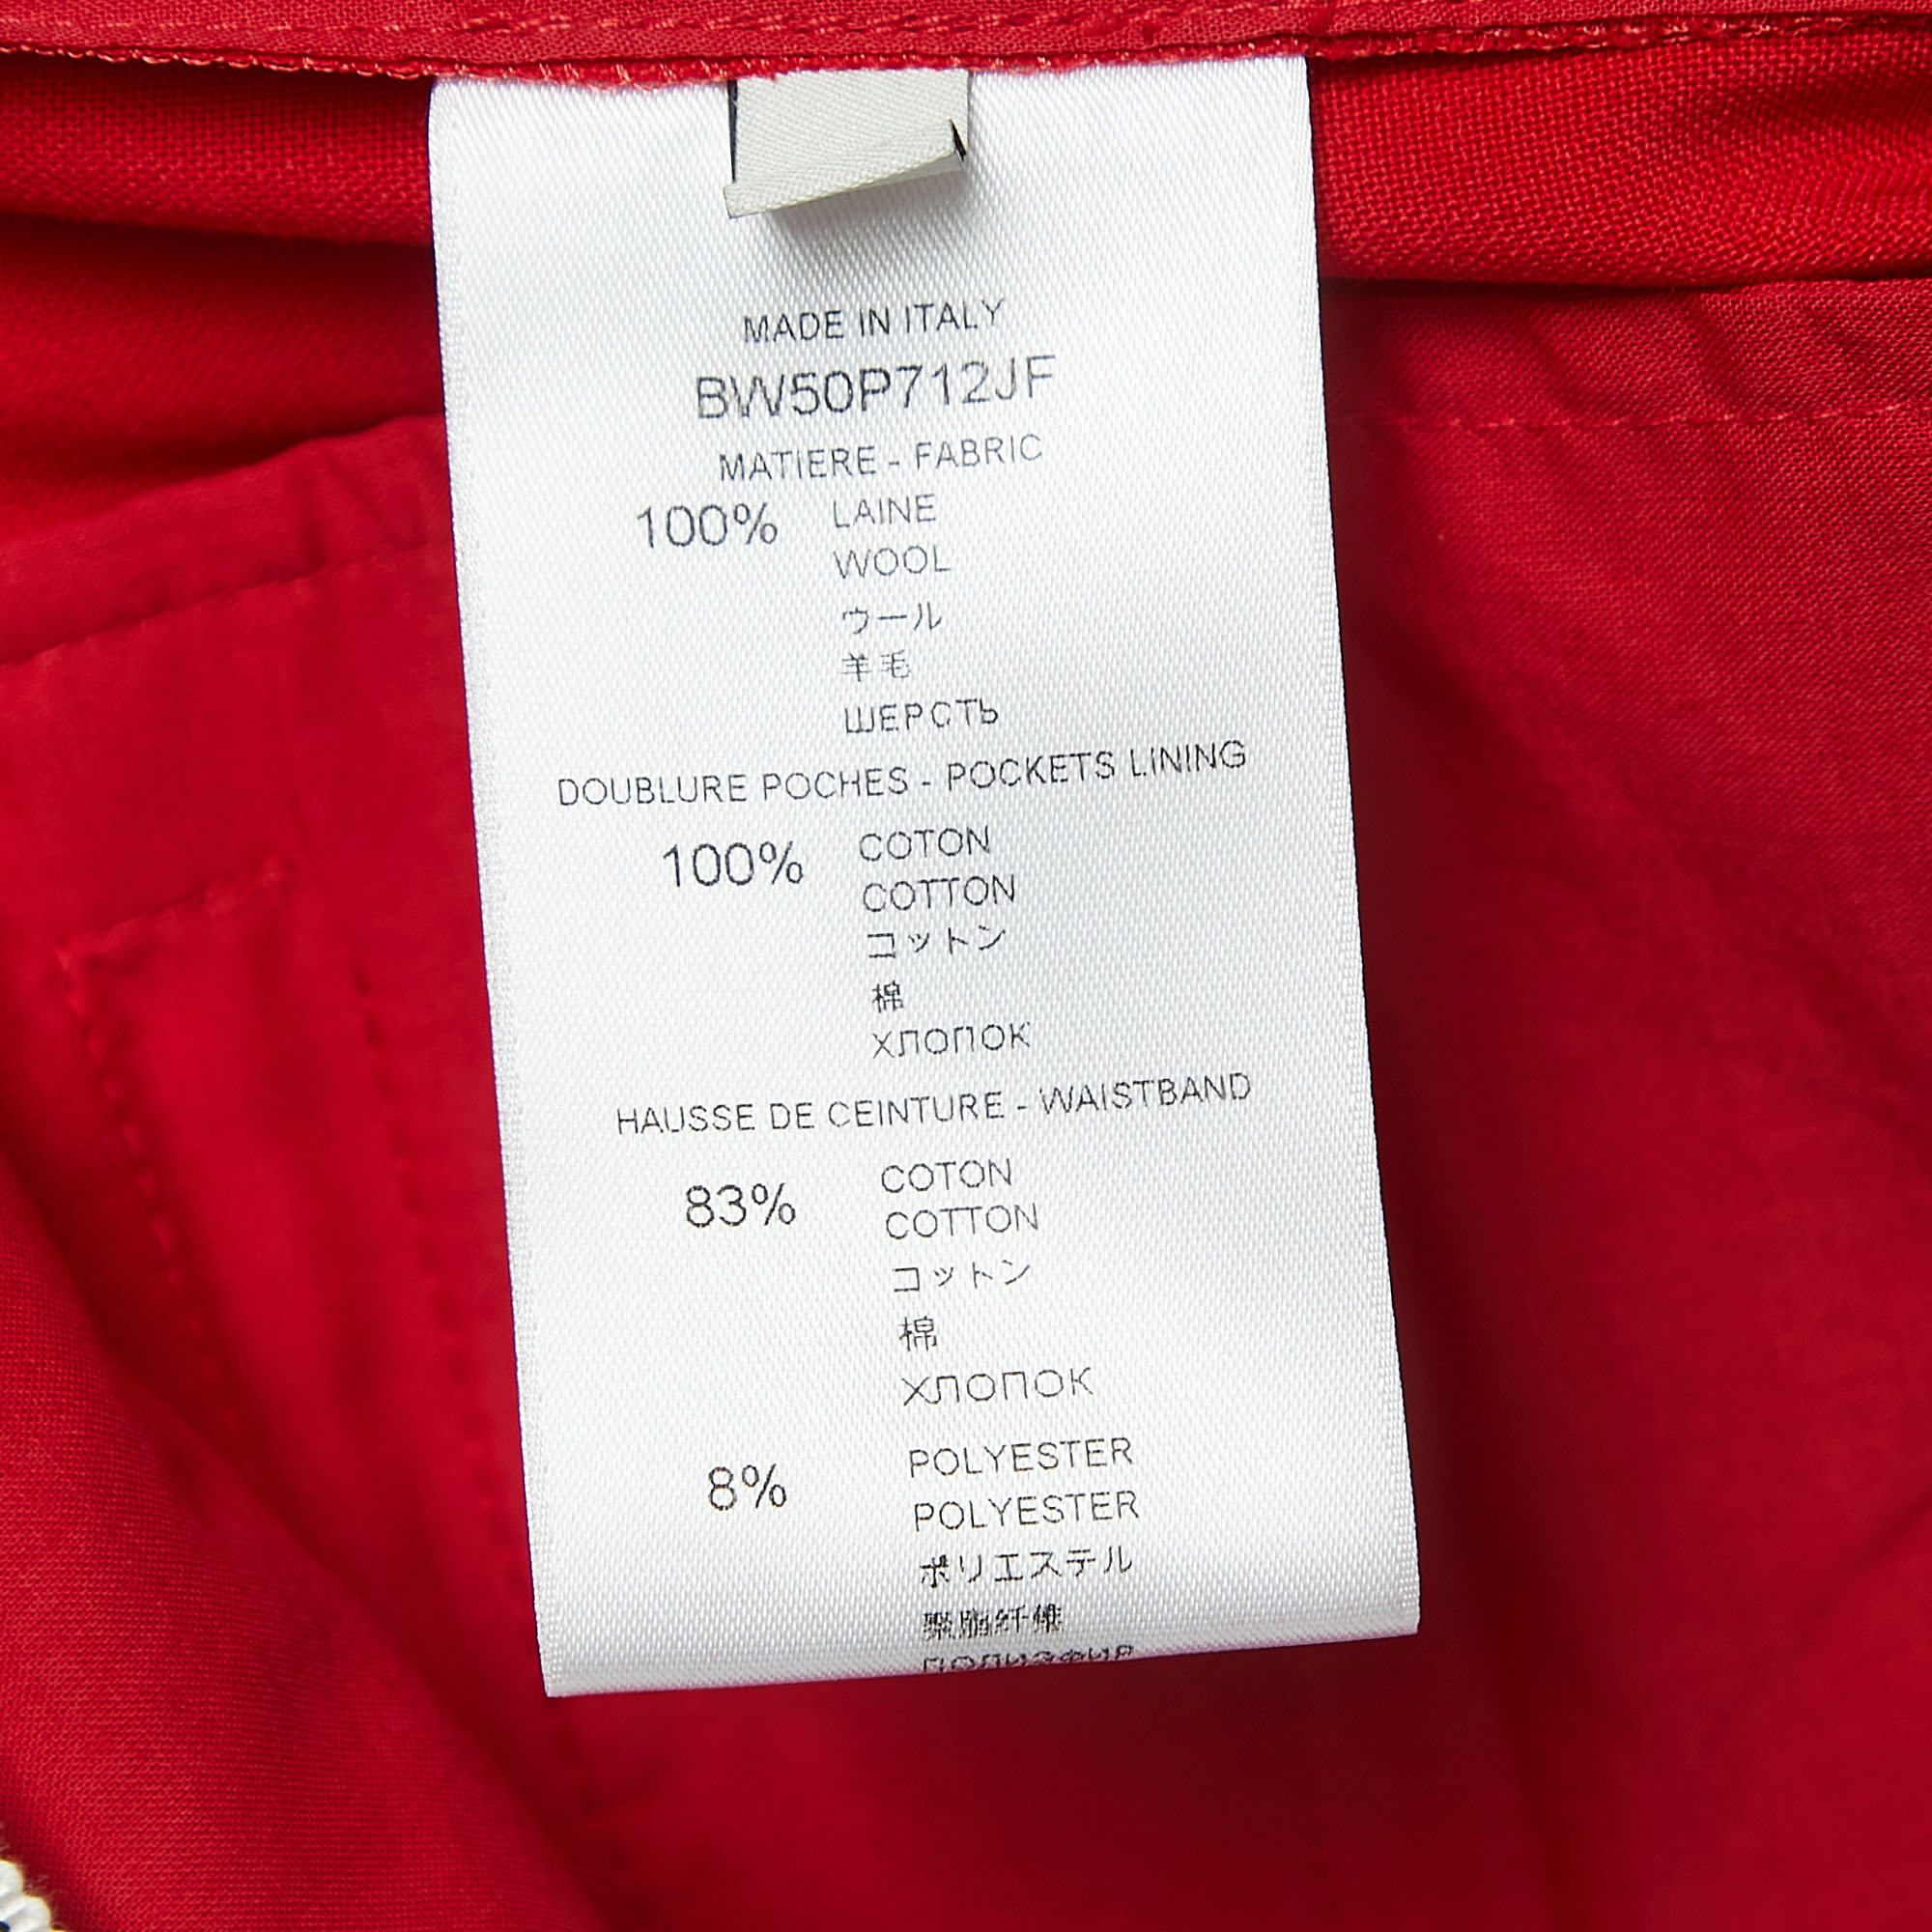 MADE IN ITALY
BW50P712JF
MATIERE - FABRIC
100% LAINE
WOOL
ウール
羊毛
ШЕРСТЬ
DOUBLURE POCHES - POCKETS LINING
100% COTON
COTTON
コットン
棉
ХЛОПОК
HAUSSE DE CEINTURE - WAISTBAND
83% COTON
COTTON
コットン
棉
ХЛОПОК
8% POLYESTER
POLYESTER
ポリエステル
聚脂纤维